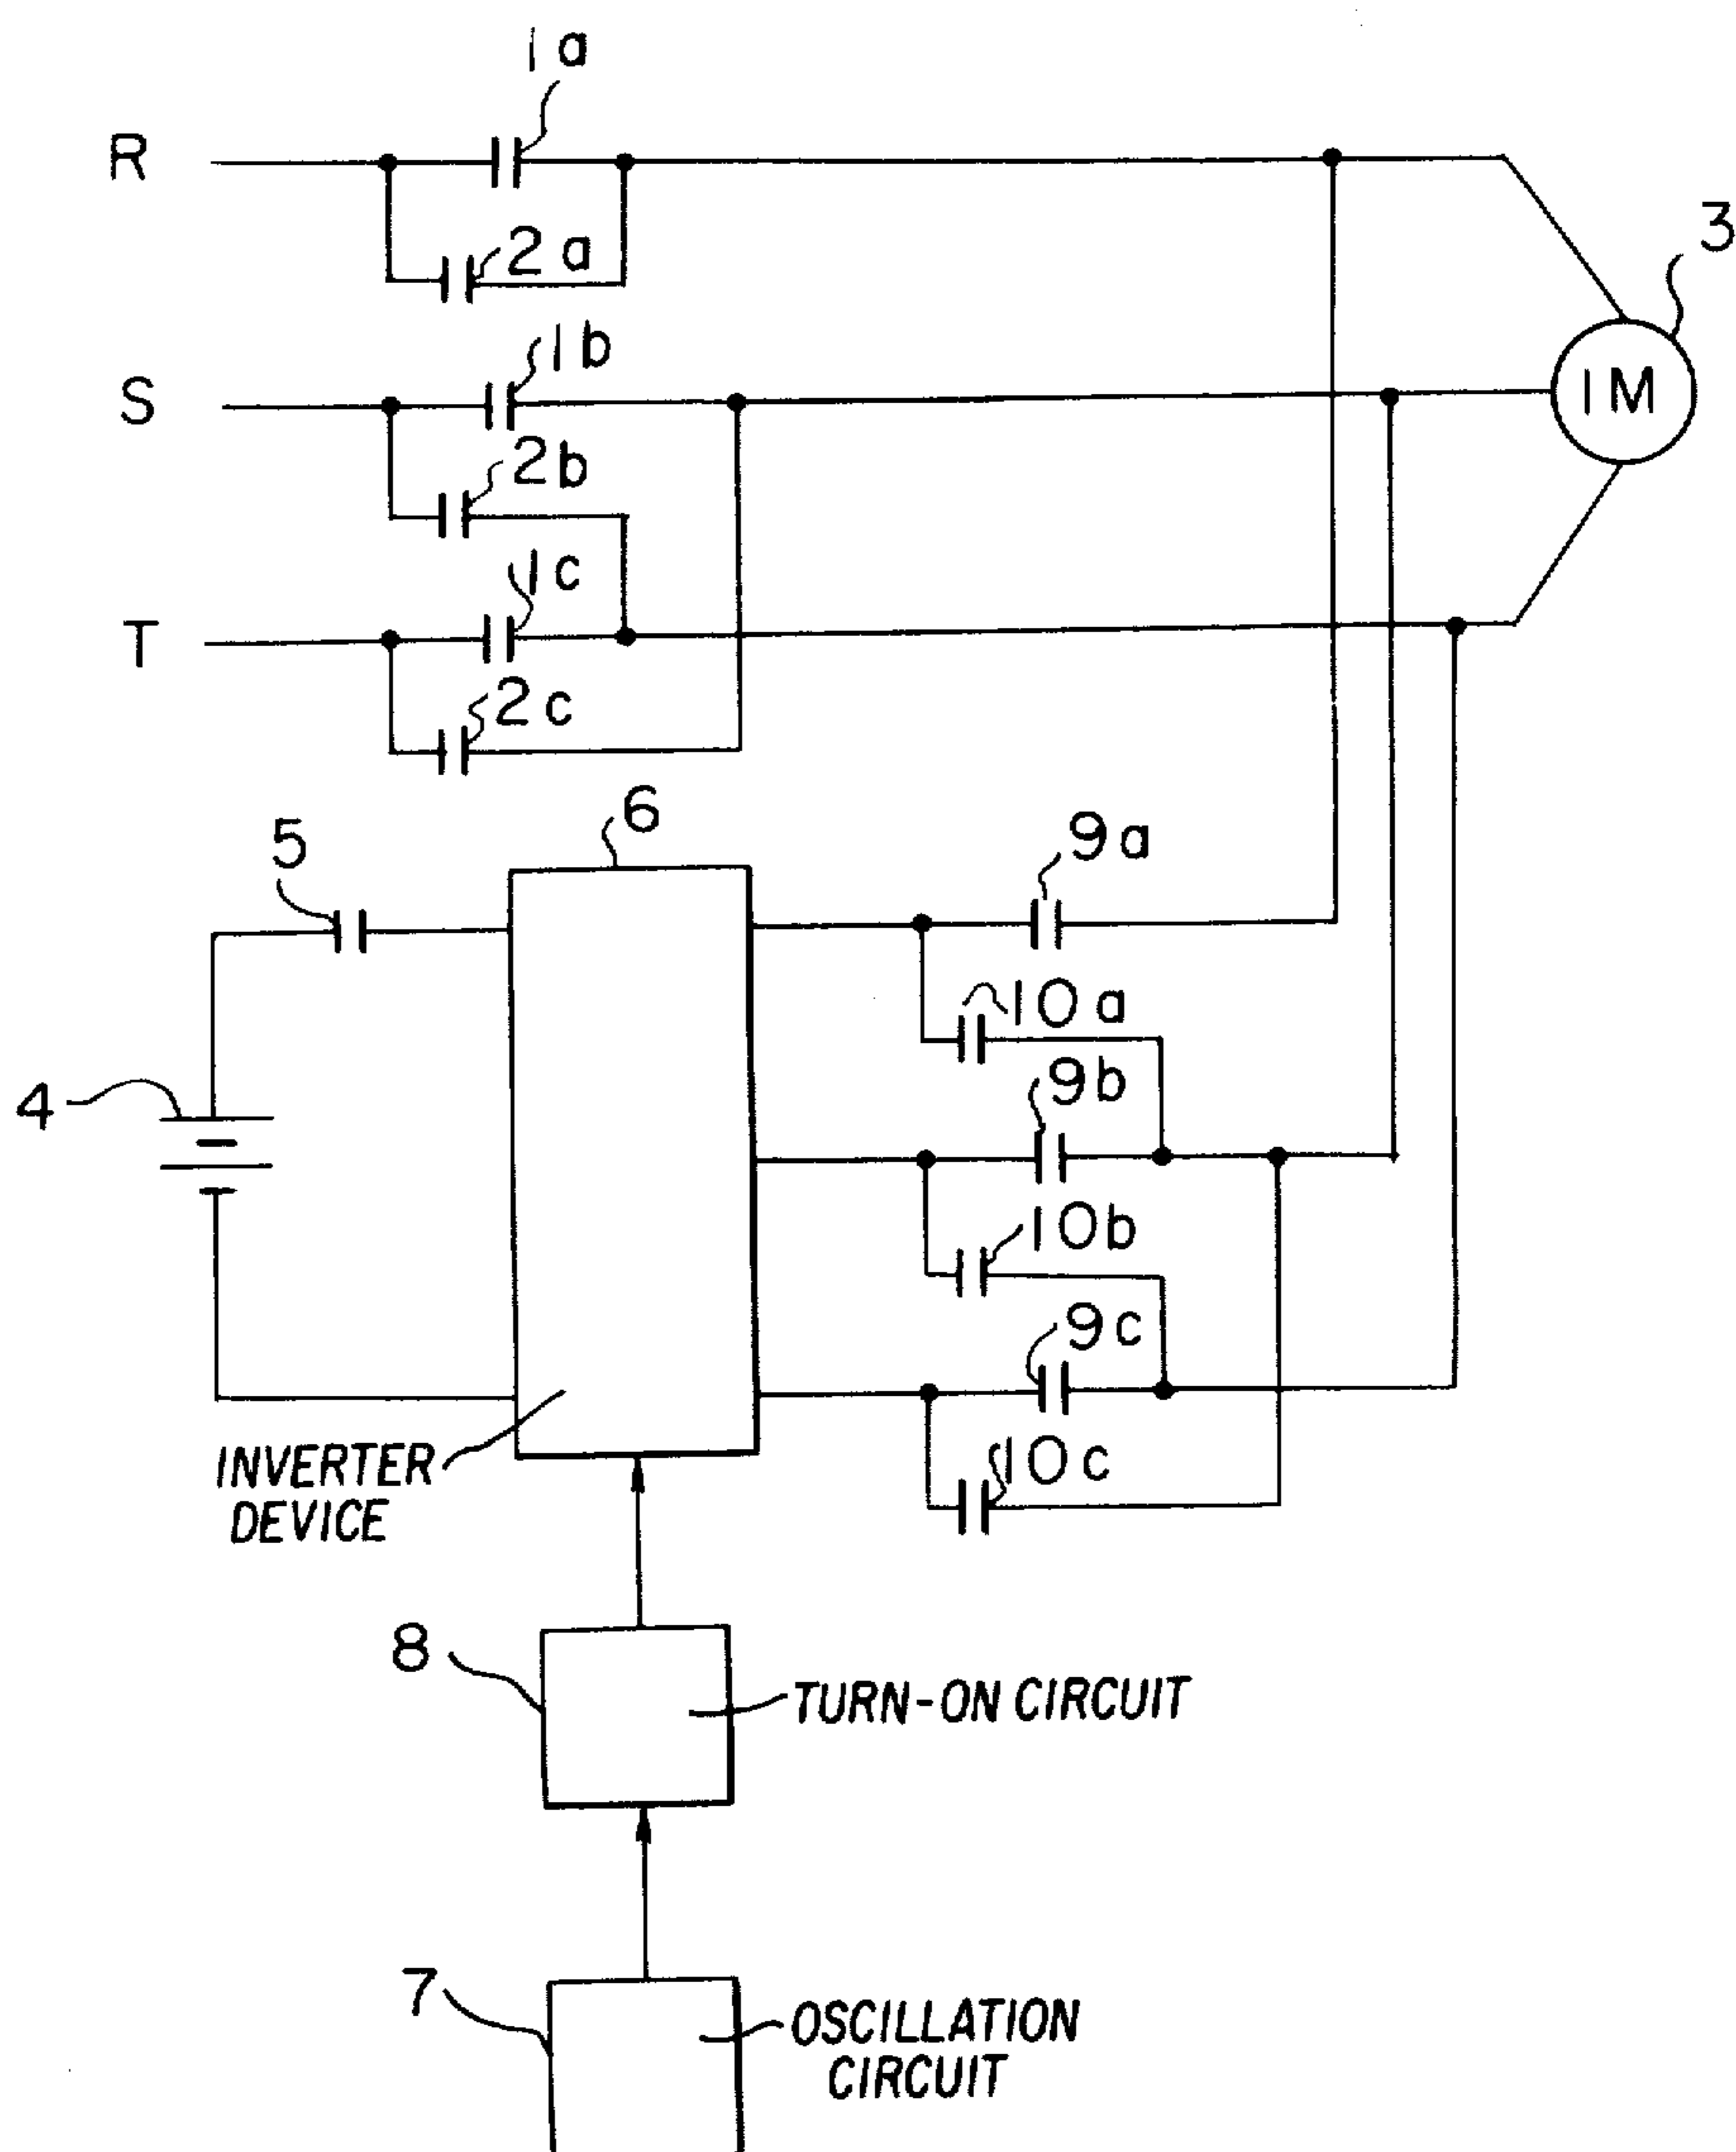 1a
R
2a
3
1b
S
IM
2b
1c
T
2c
6
5
9a
10a
9b
4
10b
9c
INVERTER
DEVICE
10c
8
TURN-ON CIRCUIT
7
OSCILLATION
CIRCUIT